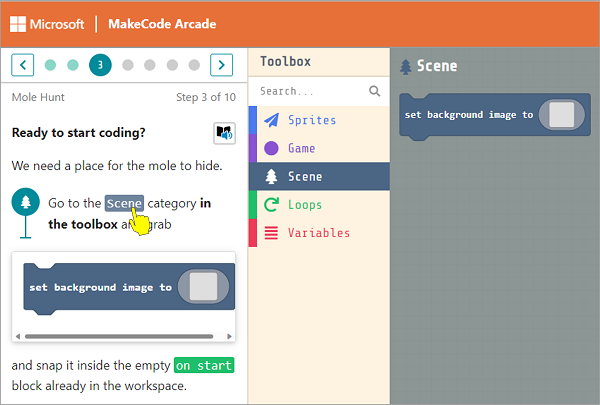 Microsoft | MakeCode Arcade
3
Mole Hunt
Step 3 of 10
Ready to start coding?
We need a place for the mole to hide.
Go to the Scene category in
the toolbox and grab
set background image to
and snap it inside the empty on start
block already in the workspace.
Toolbox
Search...
Sprites
Game
Scene
Loops
Variables
Scene
set background image to